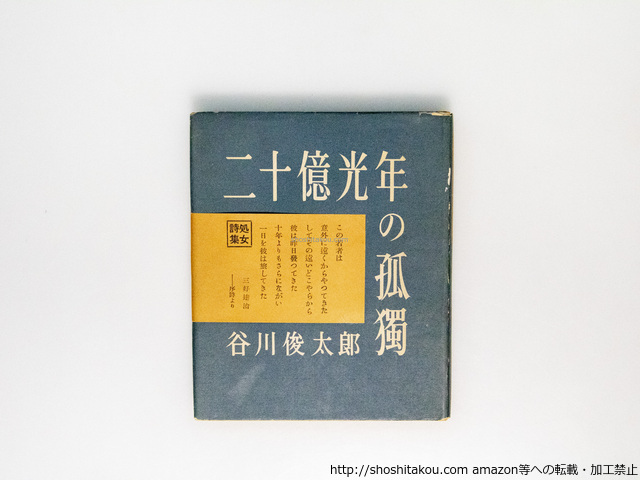 二十億光年
の孤獨
谷川俊太郎
この若者は
意外に遠くからやつてきた
してその遠いどこやらから
彼は昨日發つてきた
十年よりもさらにながい
一日を彼は旅してきた
三好達治
──序詩より
処女
詩集
http://shoshitakou.com amazon等への転載・加工禁止